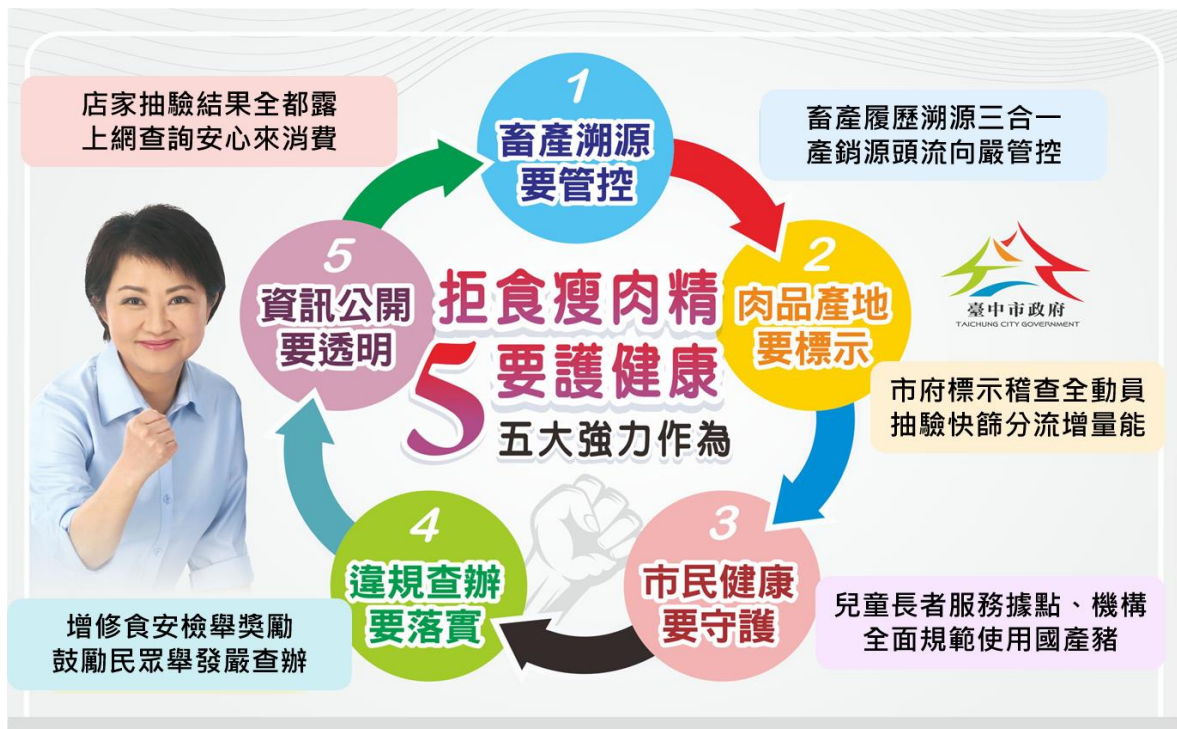 店家抽驗結果全都露
上網查詢安心來消費
1
畜產溯源
要管控
畜產履歷溯源三合一
產銷源頭流向嚴管控
5
資訊公開
要透明
拒食瘦肉精
5要護健康
五大強力作為
2
肉品產地
要標示
臺中市政府
TAICHUNG CITY GOVERNMENT
市府標示稽查全動員
抽驗快篩分流增量能
4
違規查辦
要落實
3
市民健康
要守護
增修食安檢舉獎勵
鼓勵民眾舉發嚴查辦
兒童長者服務據點、機構
全面規範使用國產豬